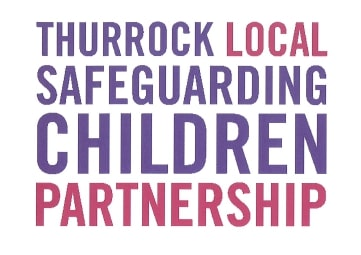 THURROCK LOCAL
SAFEGUARDING
CHILDREN
PARTNERSHIP